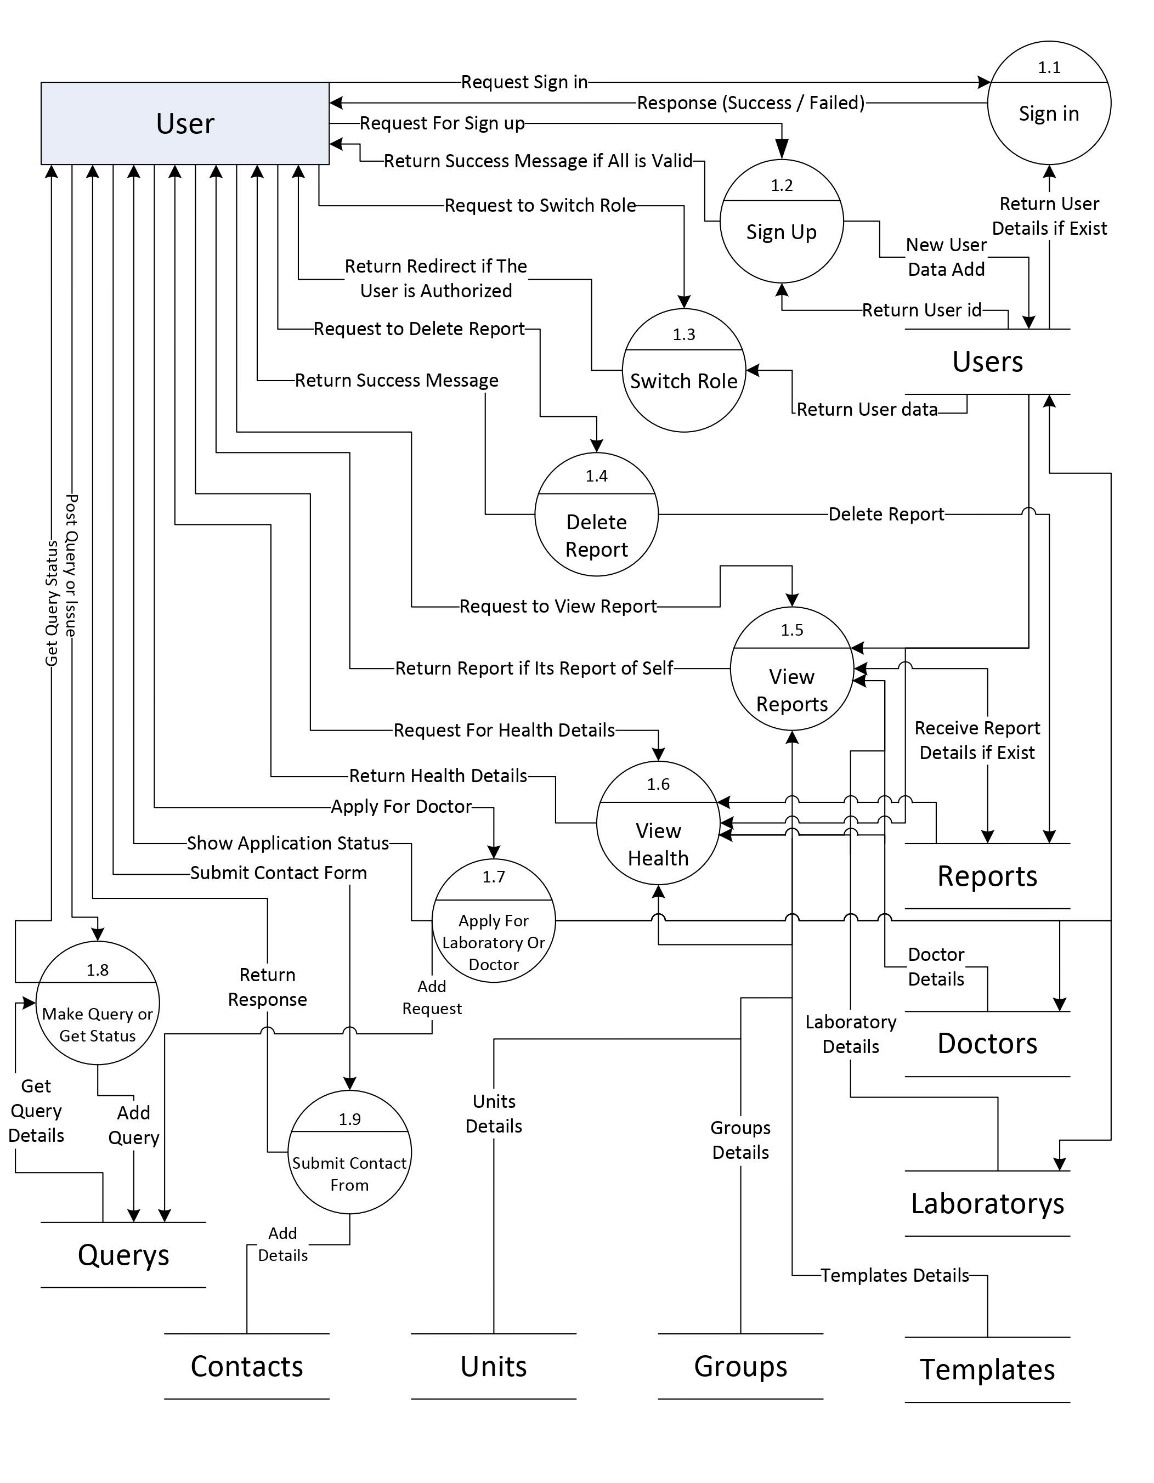 User
Request Sign in
Response (Success / Failed)
Request For Sign up
Return Success Message if All is Valid
1.1
Sign in
1.2
Sign Up
Return User
Details if Exist
New User
Data Add
Return User id
Users
Request to Switch Role
Return Redirect if The
User is Authorized
1.3
Switch Role
Return User data
Request to Delete Report
Return Success Message
1.4
Delete
Report
Delete Report
Get Query Status
Post Query or Issue
Request to View Report
1.5
View
Reports
Return Report if Its Report of Self
Receive Report
Details if Exist
Request For Health Details
Return Health Details
1.6
View
Health
Apply For Doctor
Show Application Status
Submit Contact Form
Reports
1.7
Apply For
Laboratory Or
Doctor
1.8
Make Query or
Get Status
Return
Response
Add
Request
Doctor
Details
Laboratory
Details
Doctors
Get
Query
Details
Add
Query
1.9
Submit Contact
From
Units
Details
Groups
Details
Laboratorys
Querys
Add
Details
Templates Details
Contacts
Units
Groups
Templates